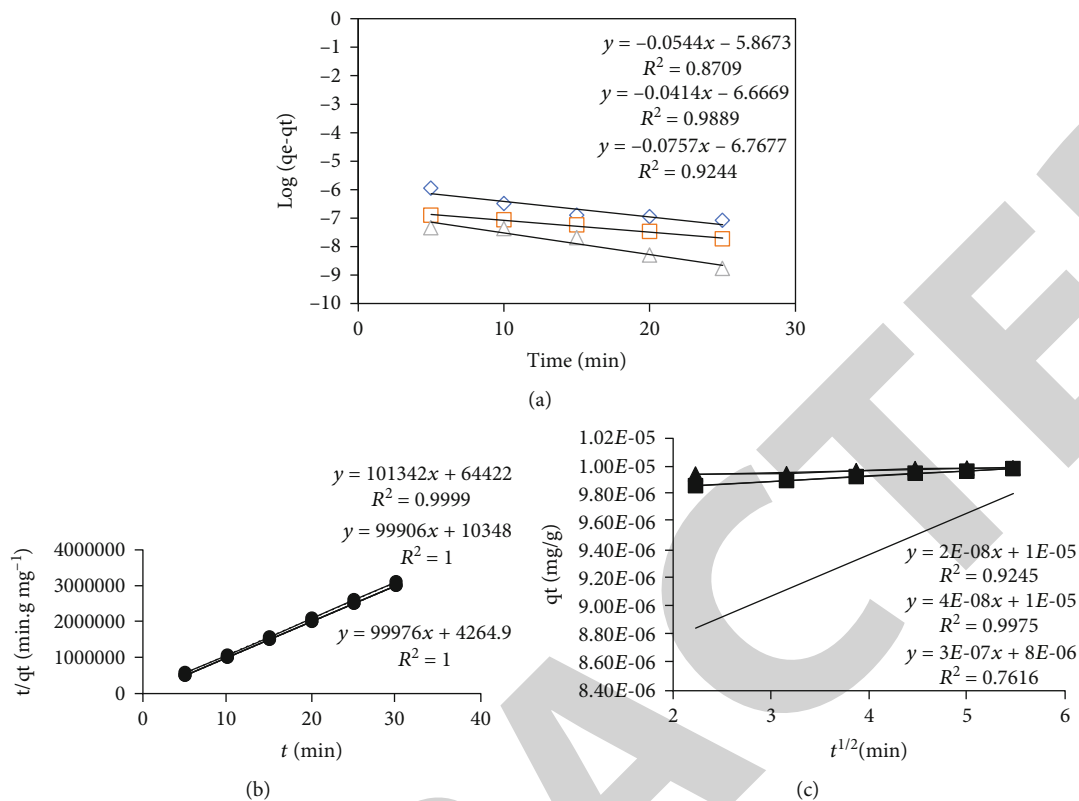 0
–1
–2
–3
–4
–5
–6
–7
–8
–9
–10
Log (qe-qt)
y = –0.0544x – 5.8673
R² = 0.8709
y = –0.0414x – 6.6669
R² = 0.9889
y = –0.0757x – 6.7677
R² = 0.9244
0 10 20 30
Time (min)
(a)
y = 101342x + 64422
R² = 0.9999
y = 99906x + 10348
R² = 1
y = 99976x + 4264.9
R² = 1
4000000
3000000
2000000
1000000
0
t/qt (min.g mg⁻¹)
0 10 20 30 40
t (min)
(b)
1.02E-05
1.00E-05
9.80E-06
9.60E-06
9.40E-06
9.20E-06
9.00E-06
8.80E-06
8.60E-06
8.40E-06
qt (mg/g)
y = 2E-08x + 1E-05
R² = 0.9245
y = 4E-08x + 1E-05
R² = 0.9975
y = 3E-07x + 8E-06
R² = 0.7616
2 3 4 5 6
t^1/2(min)
(c)